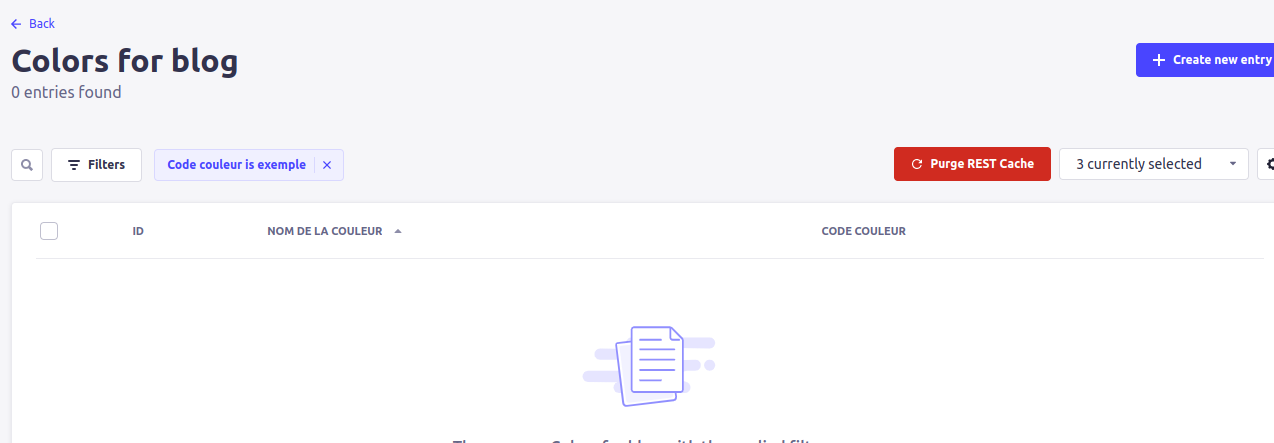 Back
Colors for blog
Create new entry
0 entries found
Filters
Code couleur is exemple
Purge REST Cache
3 currently selected
ID
NOM DE LA COULEUR
CODE COULEUR